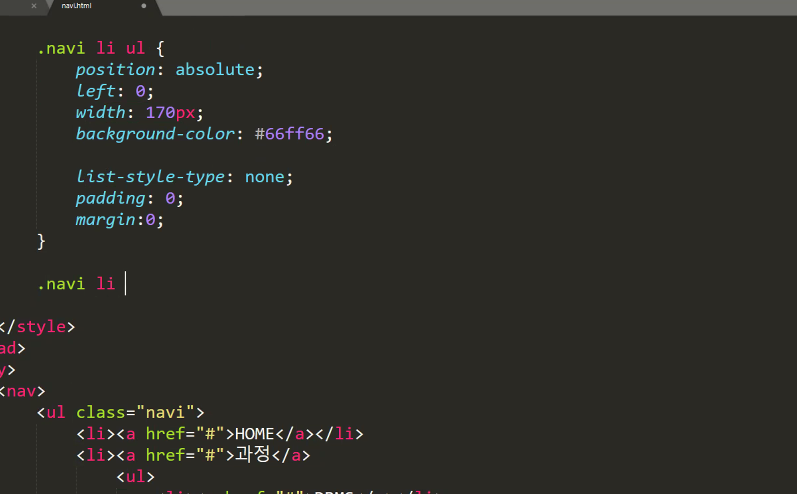 navi.html
.navi li ul {
position: absolute;
left: 0;
width: 170px;
background-color: #66ff66;
list-style-type: none;
padding: 0;
margin:0;
}
.navi li
</style>
ad>
y>
<nav>
<ul class="navi">
<li><a href="#">HOME</a></li>
<li><a href="#">과정</a>
<ul>